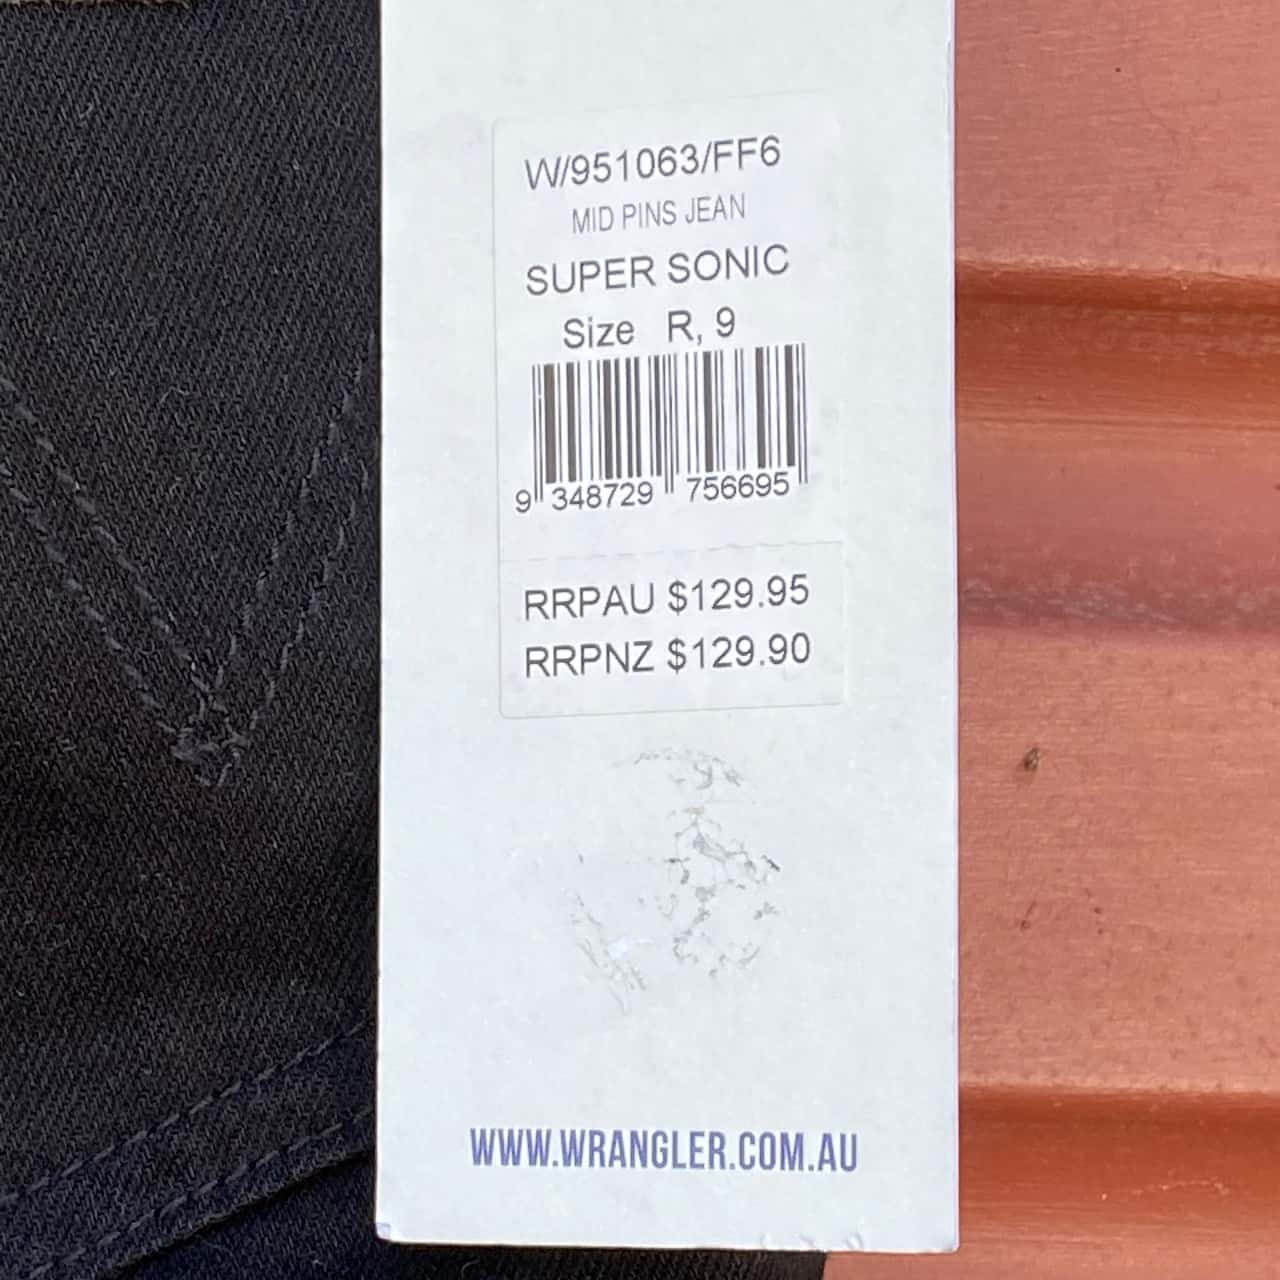 W/951063/FF6
MID PINS JEAN
SUPER SONIC
Size R, 9
9 348729 756695
RRPAU $129.95
RRPNZ $129.90
WWW.WRANGLER.COM.AU